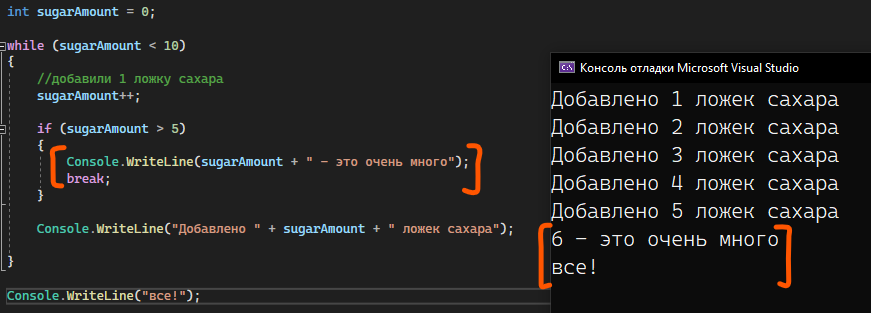 int sugarAmount = 0;
while (sugarAmount < 10)
{
//добавили 1 ложку сахара
sugarAmount++;
if (sugarAmount > 5)
{
Console.WriteLine(sugarAmount + " - это очень много");
break;
}
Console.WriteLine("Добавлено " + sugarAmount + " ложек сахара");
}
Console.WriteLine("все!");
C:\ Консоль отладки Microsoft Visual Studio
Добавлено 1 ложек сахара
Добавлено 2 ложек сахара
Добавлено 3 ложек сахара
Добавлено 4 ложек сахара
Добавлено 5 ложек сахара
6 - это очень много
все!